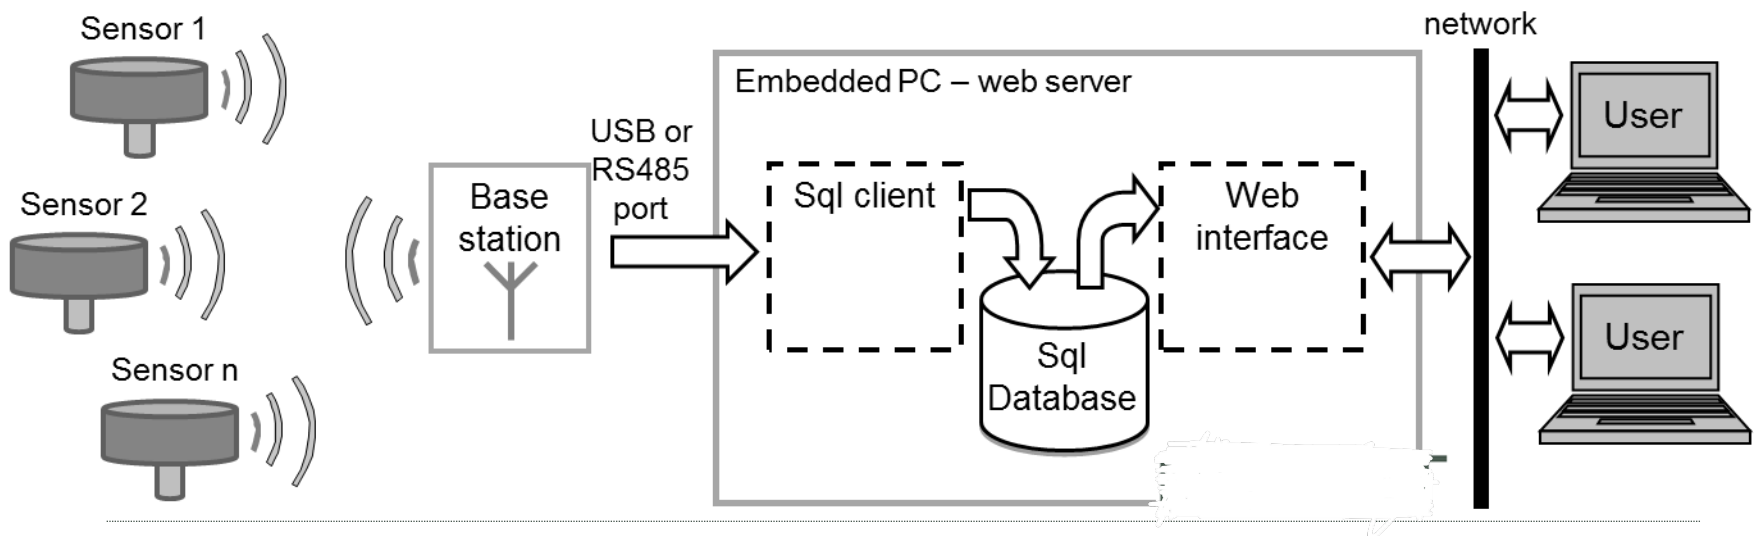 Sensor 1
Sensor 2
Sensor n
Base
station
USB or
RS485
port
Embedded PC – web server
Sql client
Sql
Database
Web
interface
network
User
User